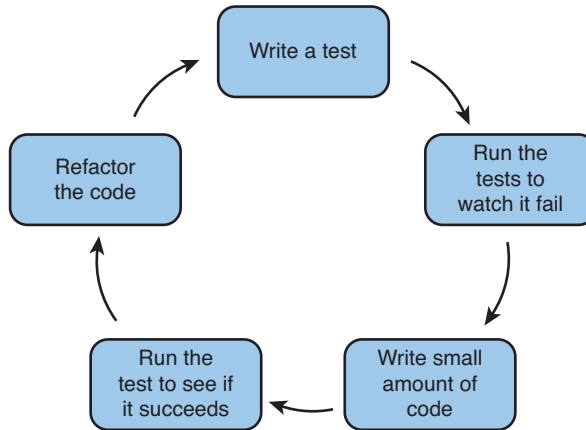 Write a test
Run the
tests to
watch it fail
Write small
amount of
code
Run the
test to see if
it succeeds
Refactor
the code